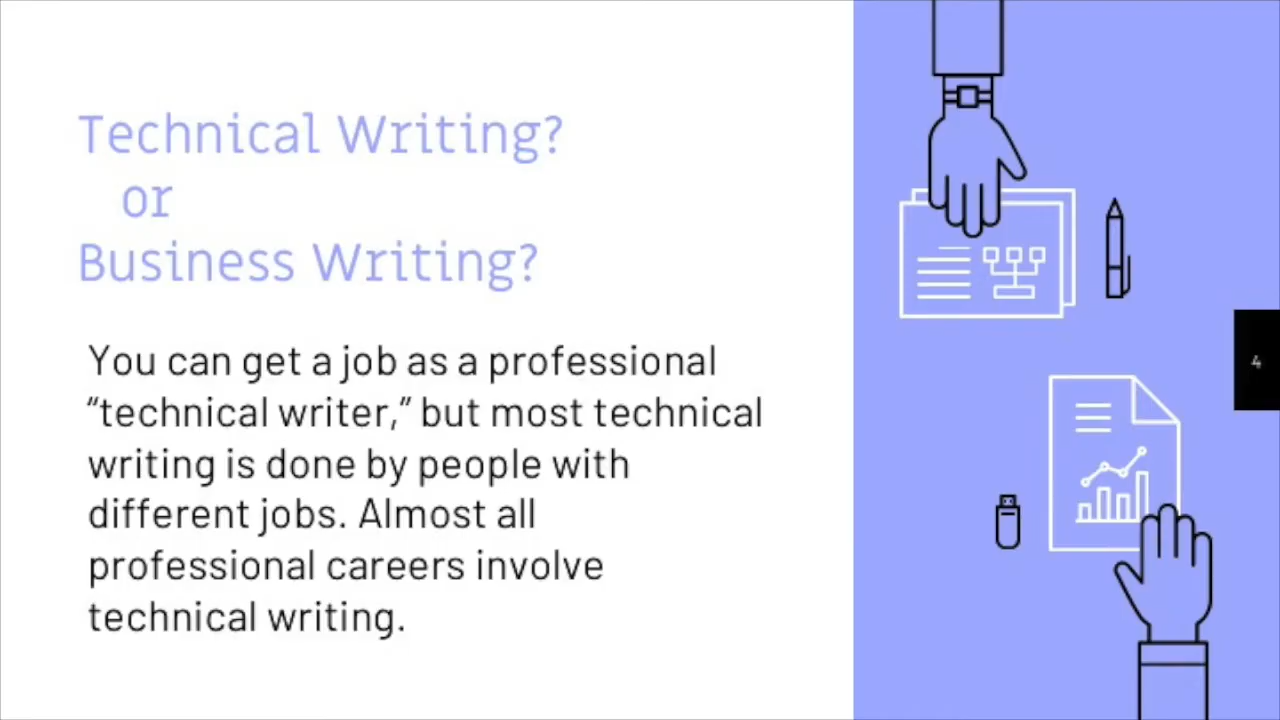 Technical Writing?
or
Business Writing?
You can get a job as a professional
“technical writer,” but most technical
writing is done by people with
different jobs. Almost all
professional careers involve
technical writing.
4